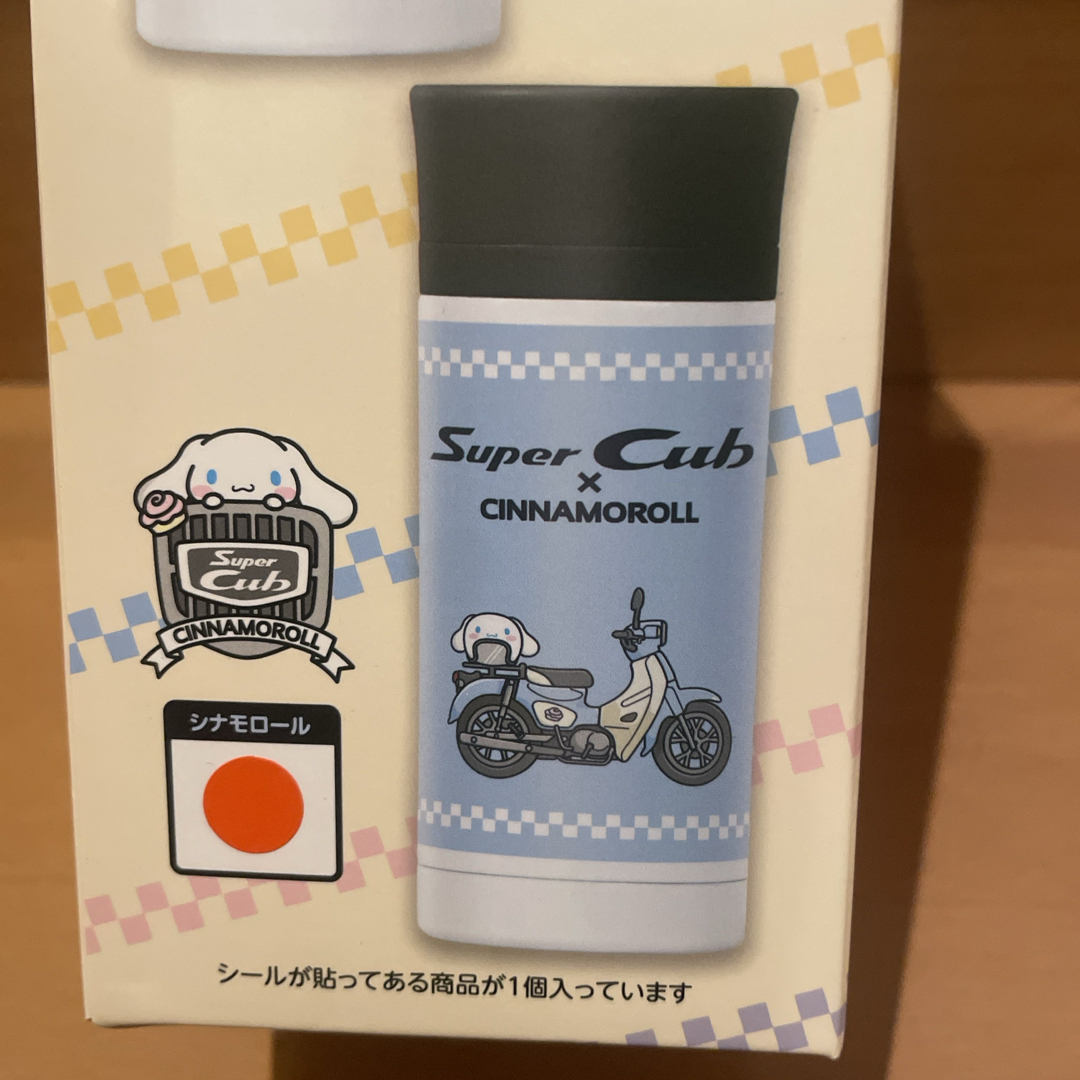 Super Cub
×
CINNAMOROLL
Super
Cub
CINNAMOROLL
シナモロール
シールが貼ってある商品が1個入っています